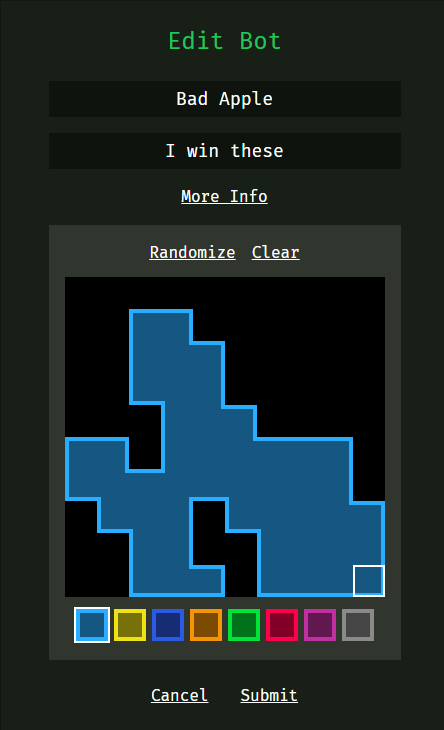 Edit Bot
Bad Apple
I win these
More Info
Randomize Clear
Cancel Submit